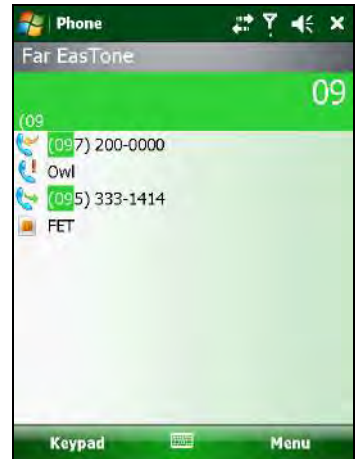 Phone
Far EasTone
09
(09
(097) 200-0000
Owl
(095) 333-1414
FET
Keypad Menu